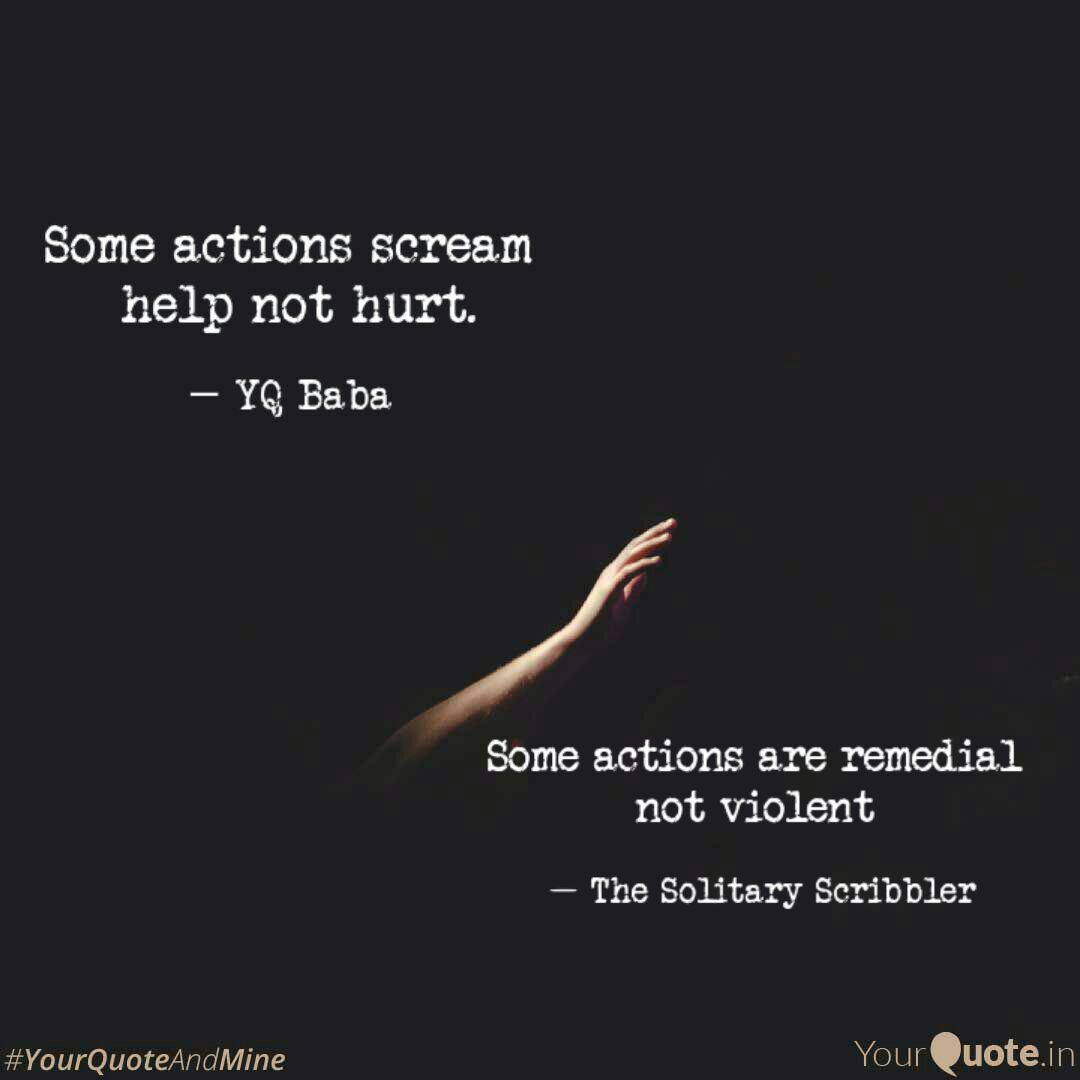 Some actions scream
help not hurt.
— YQ Baba
Some actions are remedial
not violent
— The Solitary Scribbler
#YourQuoteAndMine
YourQuote.in